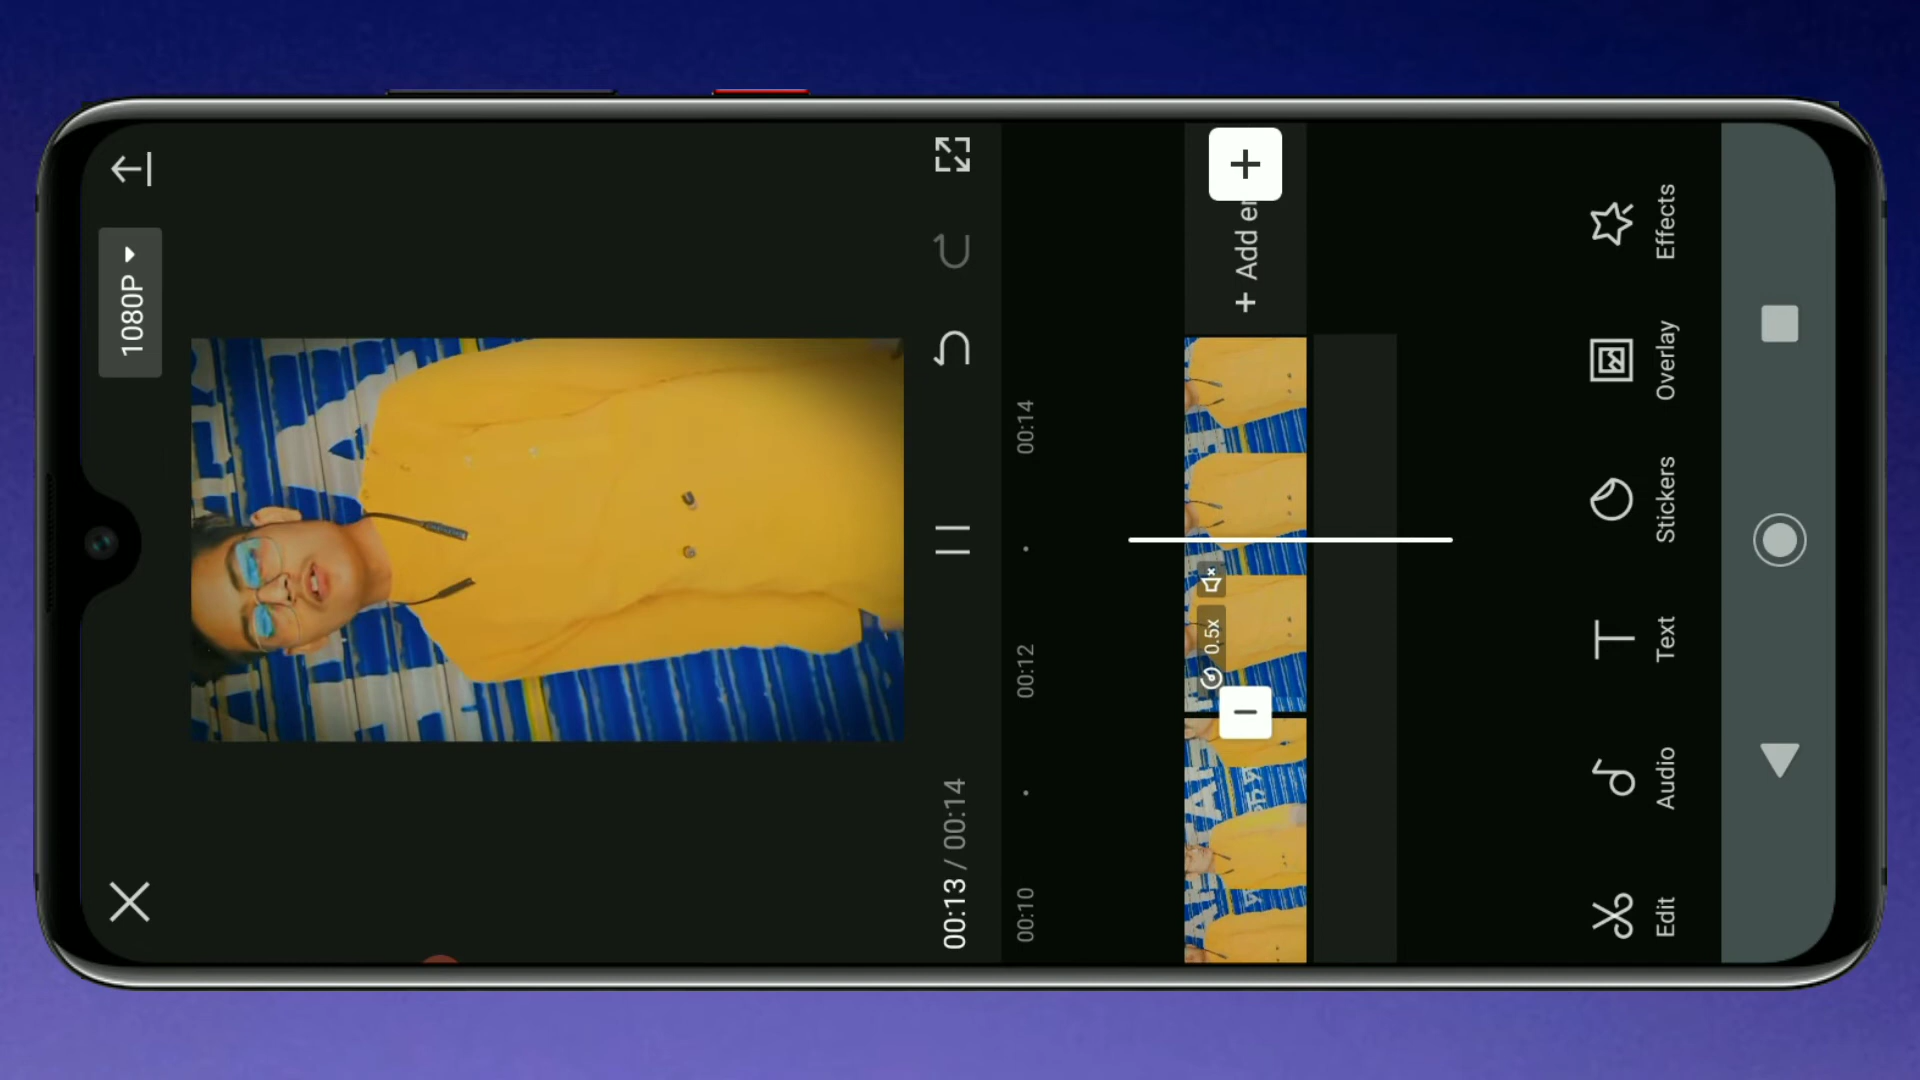 1080P
00:13 / 00:14
00:10
00:12
00:14
0.5x
+ Add en
Edit
Audio
Text
Stickers
Overlay
Effects